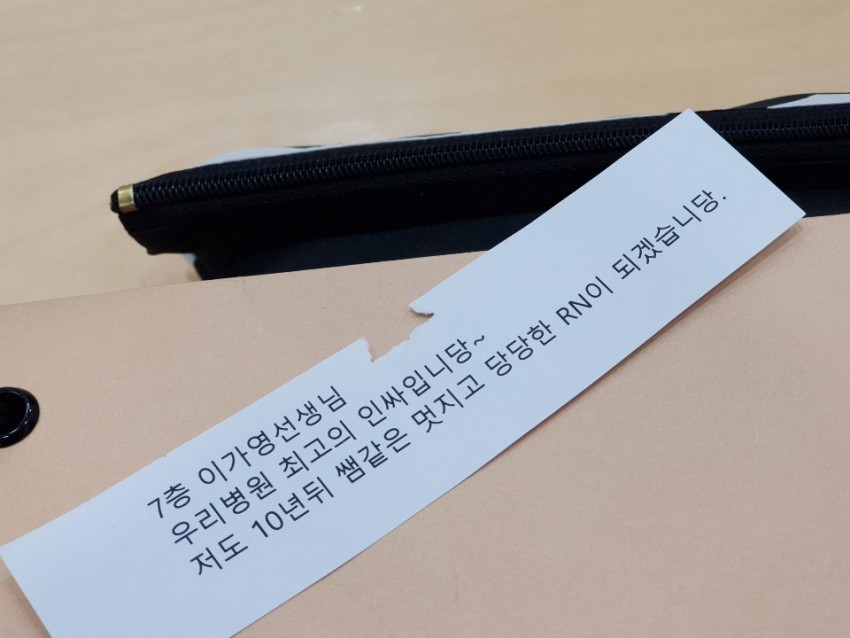 7층 이가영선생님
우리병원 최고의 인싸입니당~
저도 10년뒤 쌤같은 멋지고 당당한 RN이 되겠습니당.